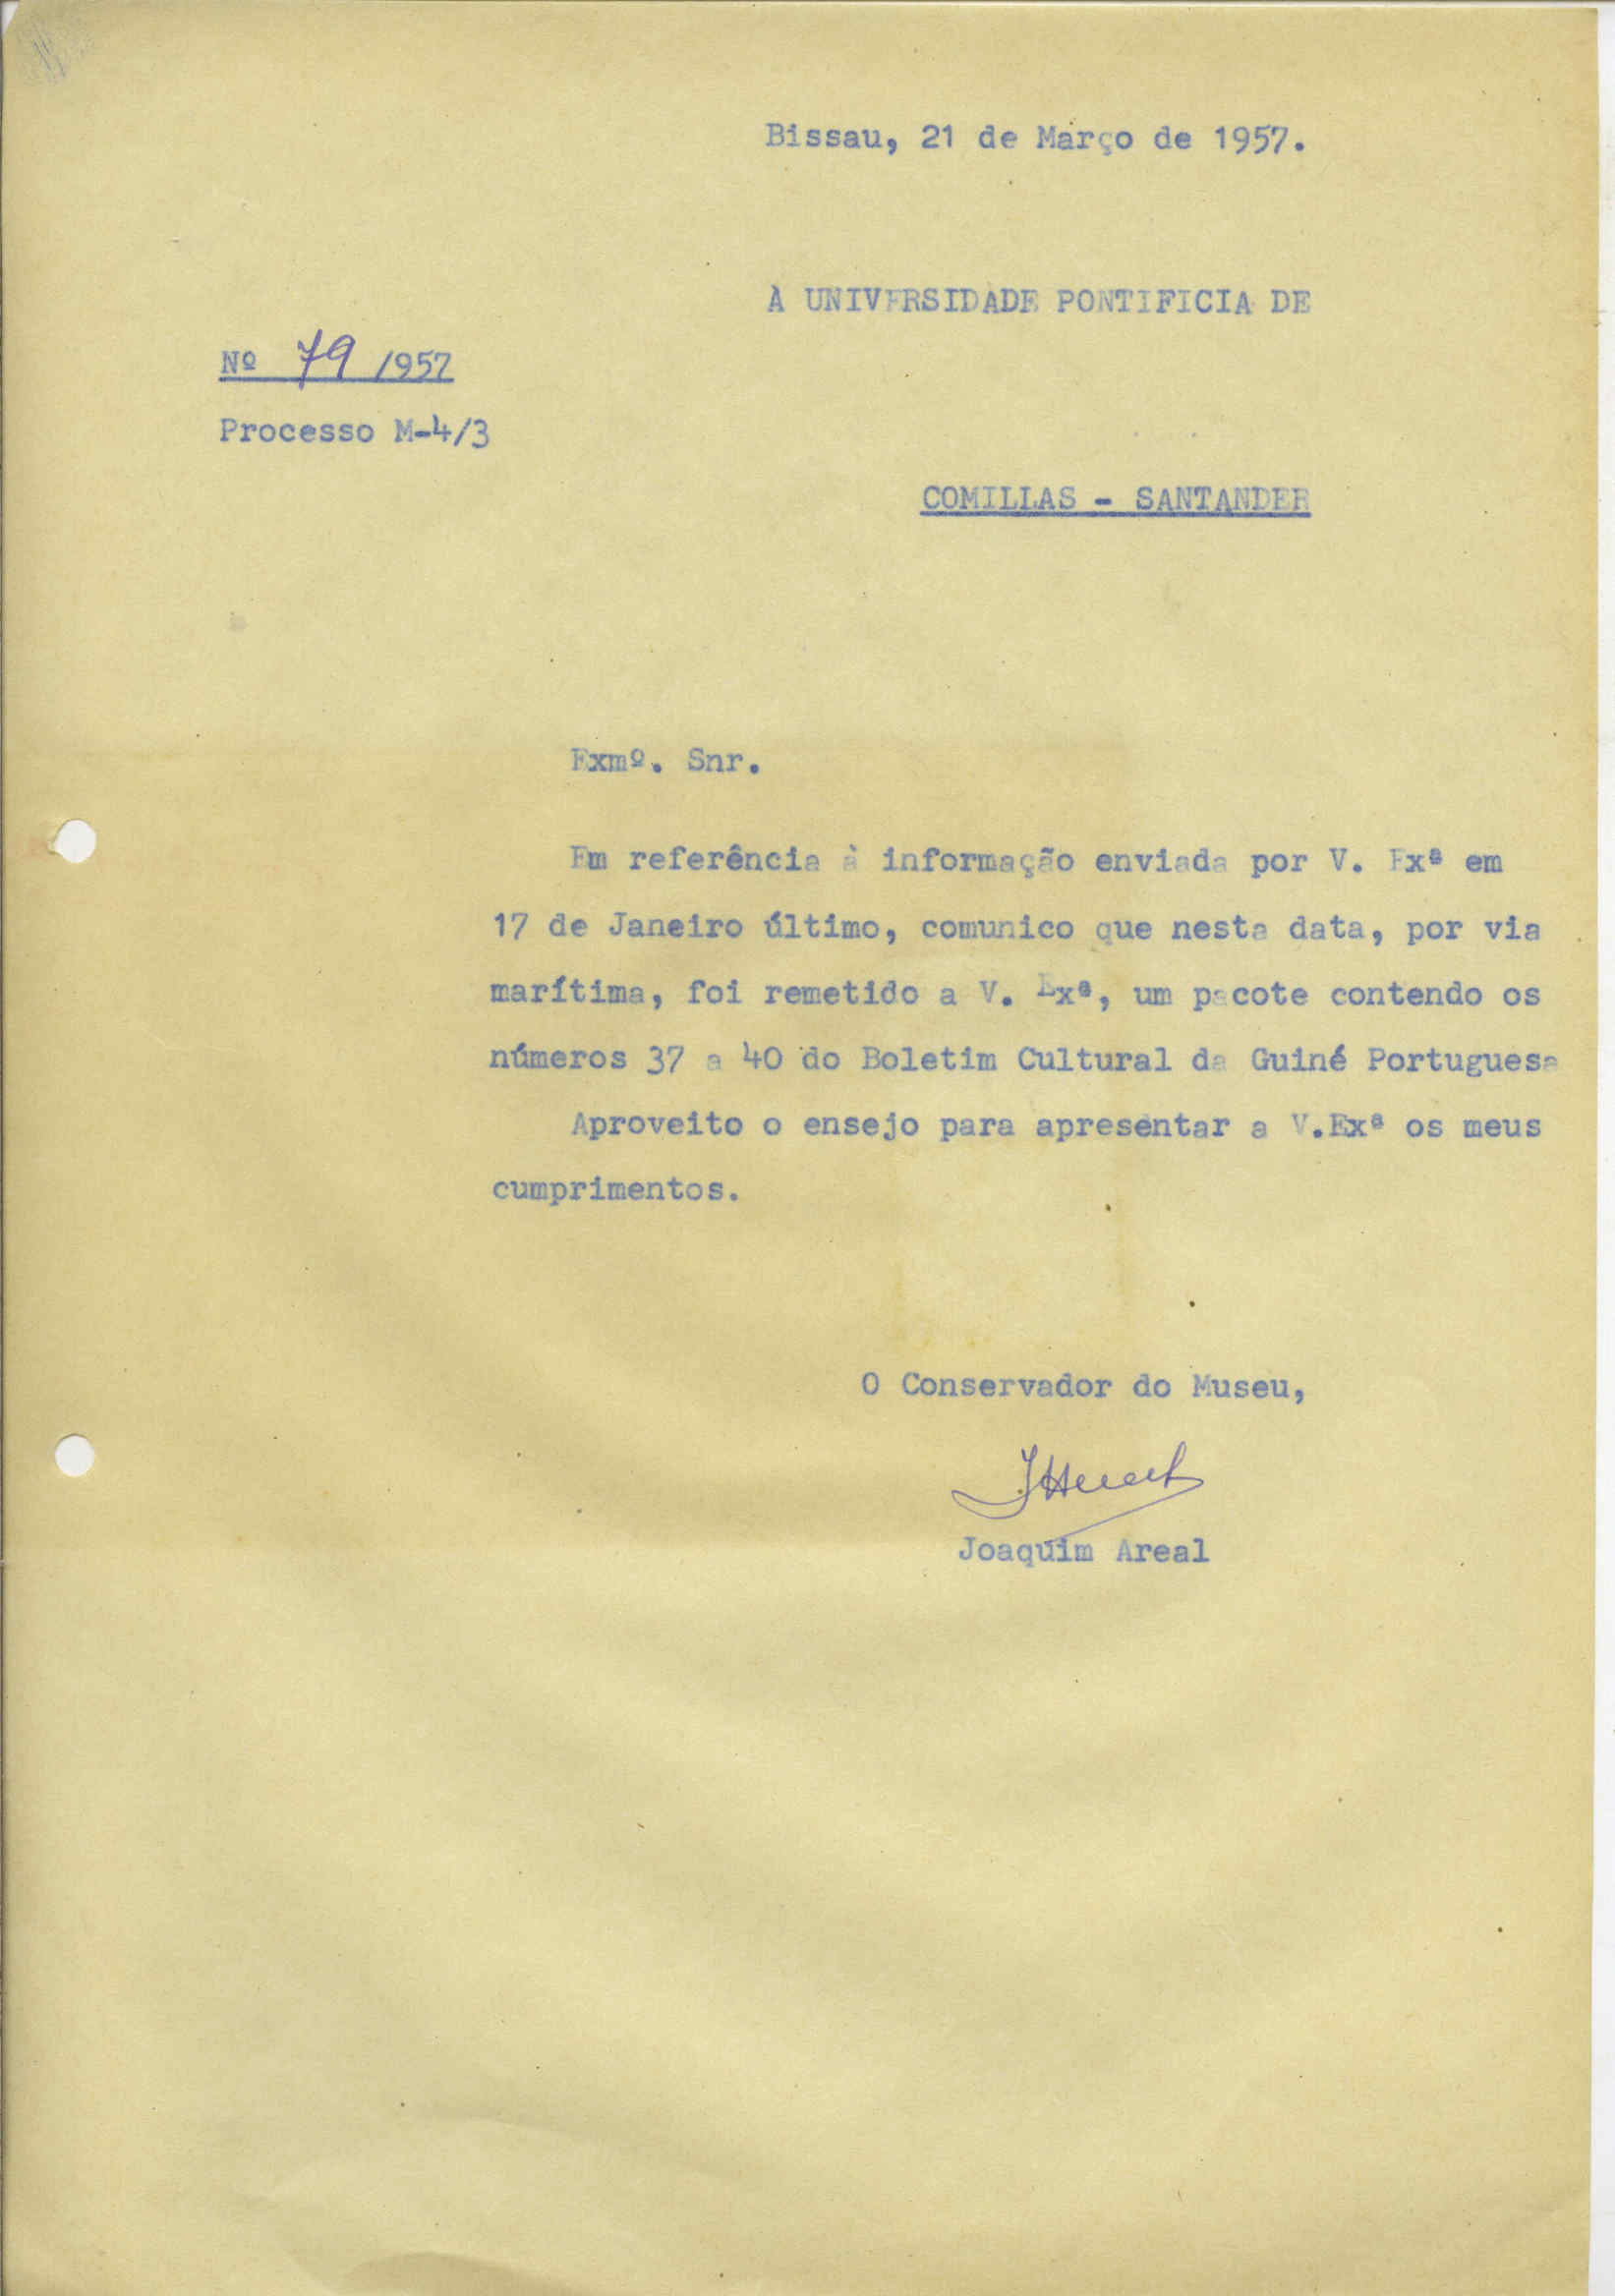 Bissau, 21 de Março de 1957.
À UNIVERSIDADE PONTIFICIA DE
Nº 79 /1957
Processo M-4/3
COMILLAS - SANTANDER
Exmº. Snr.
Em referência à informação enviada por V. Exª em
17 de Janeiro último, comunico que nesta data, por via
marítima, foi remetido a V. Exª, um pacote contendo os
números 37 a 40 do Boletim Cultural da Guiné Portuguesa
Aproveito o ensejo para apresentar a V.Exª os meus
cumprimentos.
O Conservador do Museu,
Joaquim Areal